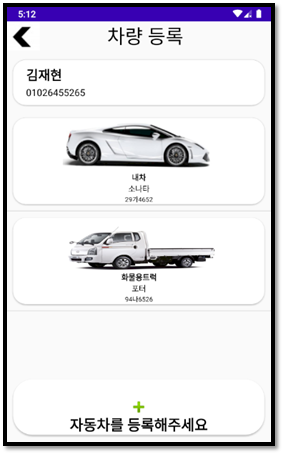 5:12
차량 등록
김재현
01026455265
내차
소나타
29가4652
화물용트럭
포터
94나6526
자동차를 등록해주세요